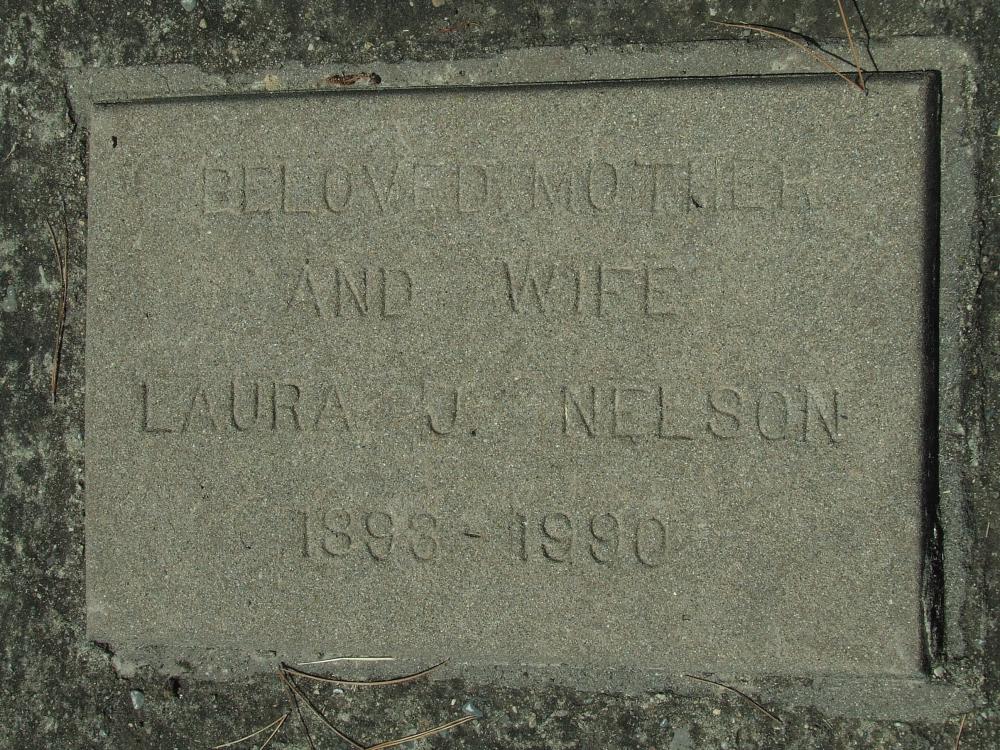 BELOVED MOTHER
AND WIFE
LAURA J. NELSON
1893-1990